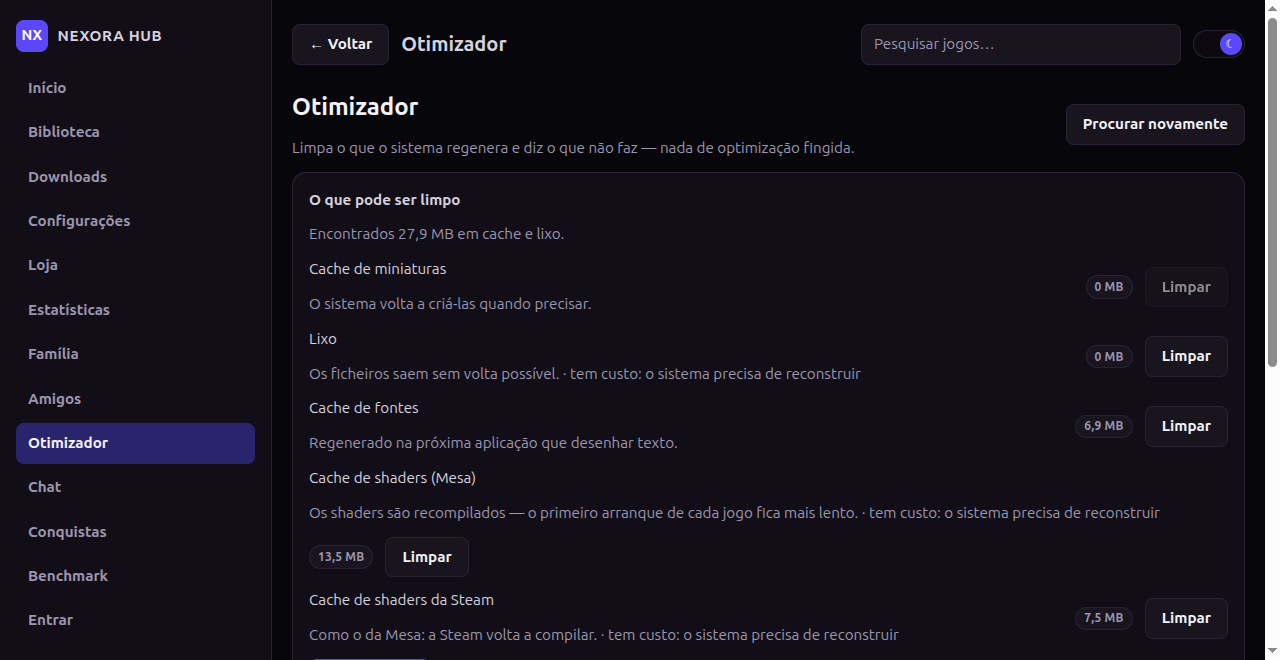 NX NEXORA HUB
Início
Biblioteca
Downloads
Configurações
Loja
Estatísticas
Família
Amigos
Otimizador
Chat
Conquistas
Benchmark
Entrar
← Voltar Otimizador Pesquisar jogos…
Otimizador
Procurar novamente
Limpa o que o sistema regenera e diz o que não faz — nada de optimização fingida.
O que pode ser limpo
Encontrados 27,9 MB em cache e lixo.
Cache de miniaturas
0 MB Limpar
O sistema volta a criá-las quando precisar.
Lixo
0 MB Limpar
Os ficheiros saem sem volta possível. · tem custo: o sistema precisa de reconstruir
Cache de fontes
6,9 MB Limpar
Regenerado na próxima aplicação que desenhar texto.
Cache de shaders (Mesa)
Os shaders são recompilados — o primeiro arranque de cada jogo fica mais lento. · tem custo: o sistema precisa de reconstruir
13,5 MB Limpar
Cache de shaders da Steam
7,5 MB Limpar
Como o da Mesa: a Steam volta a compilar. · tem custo: o sistema precisa de reconstruir